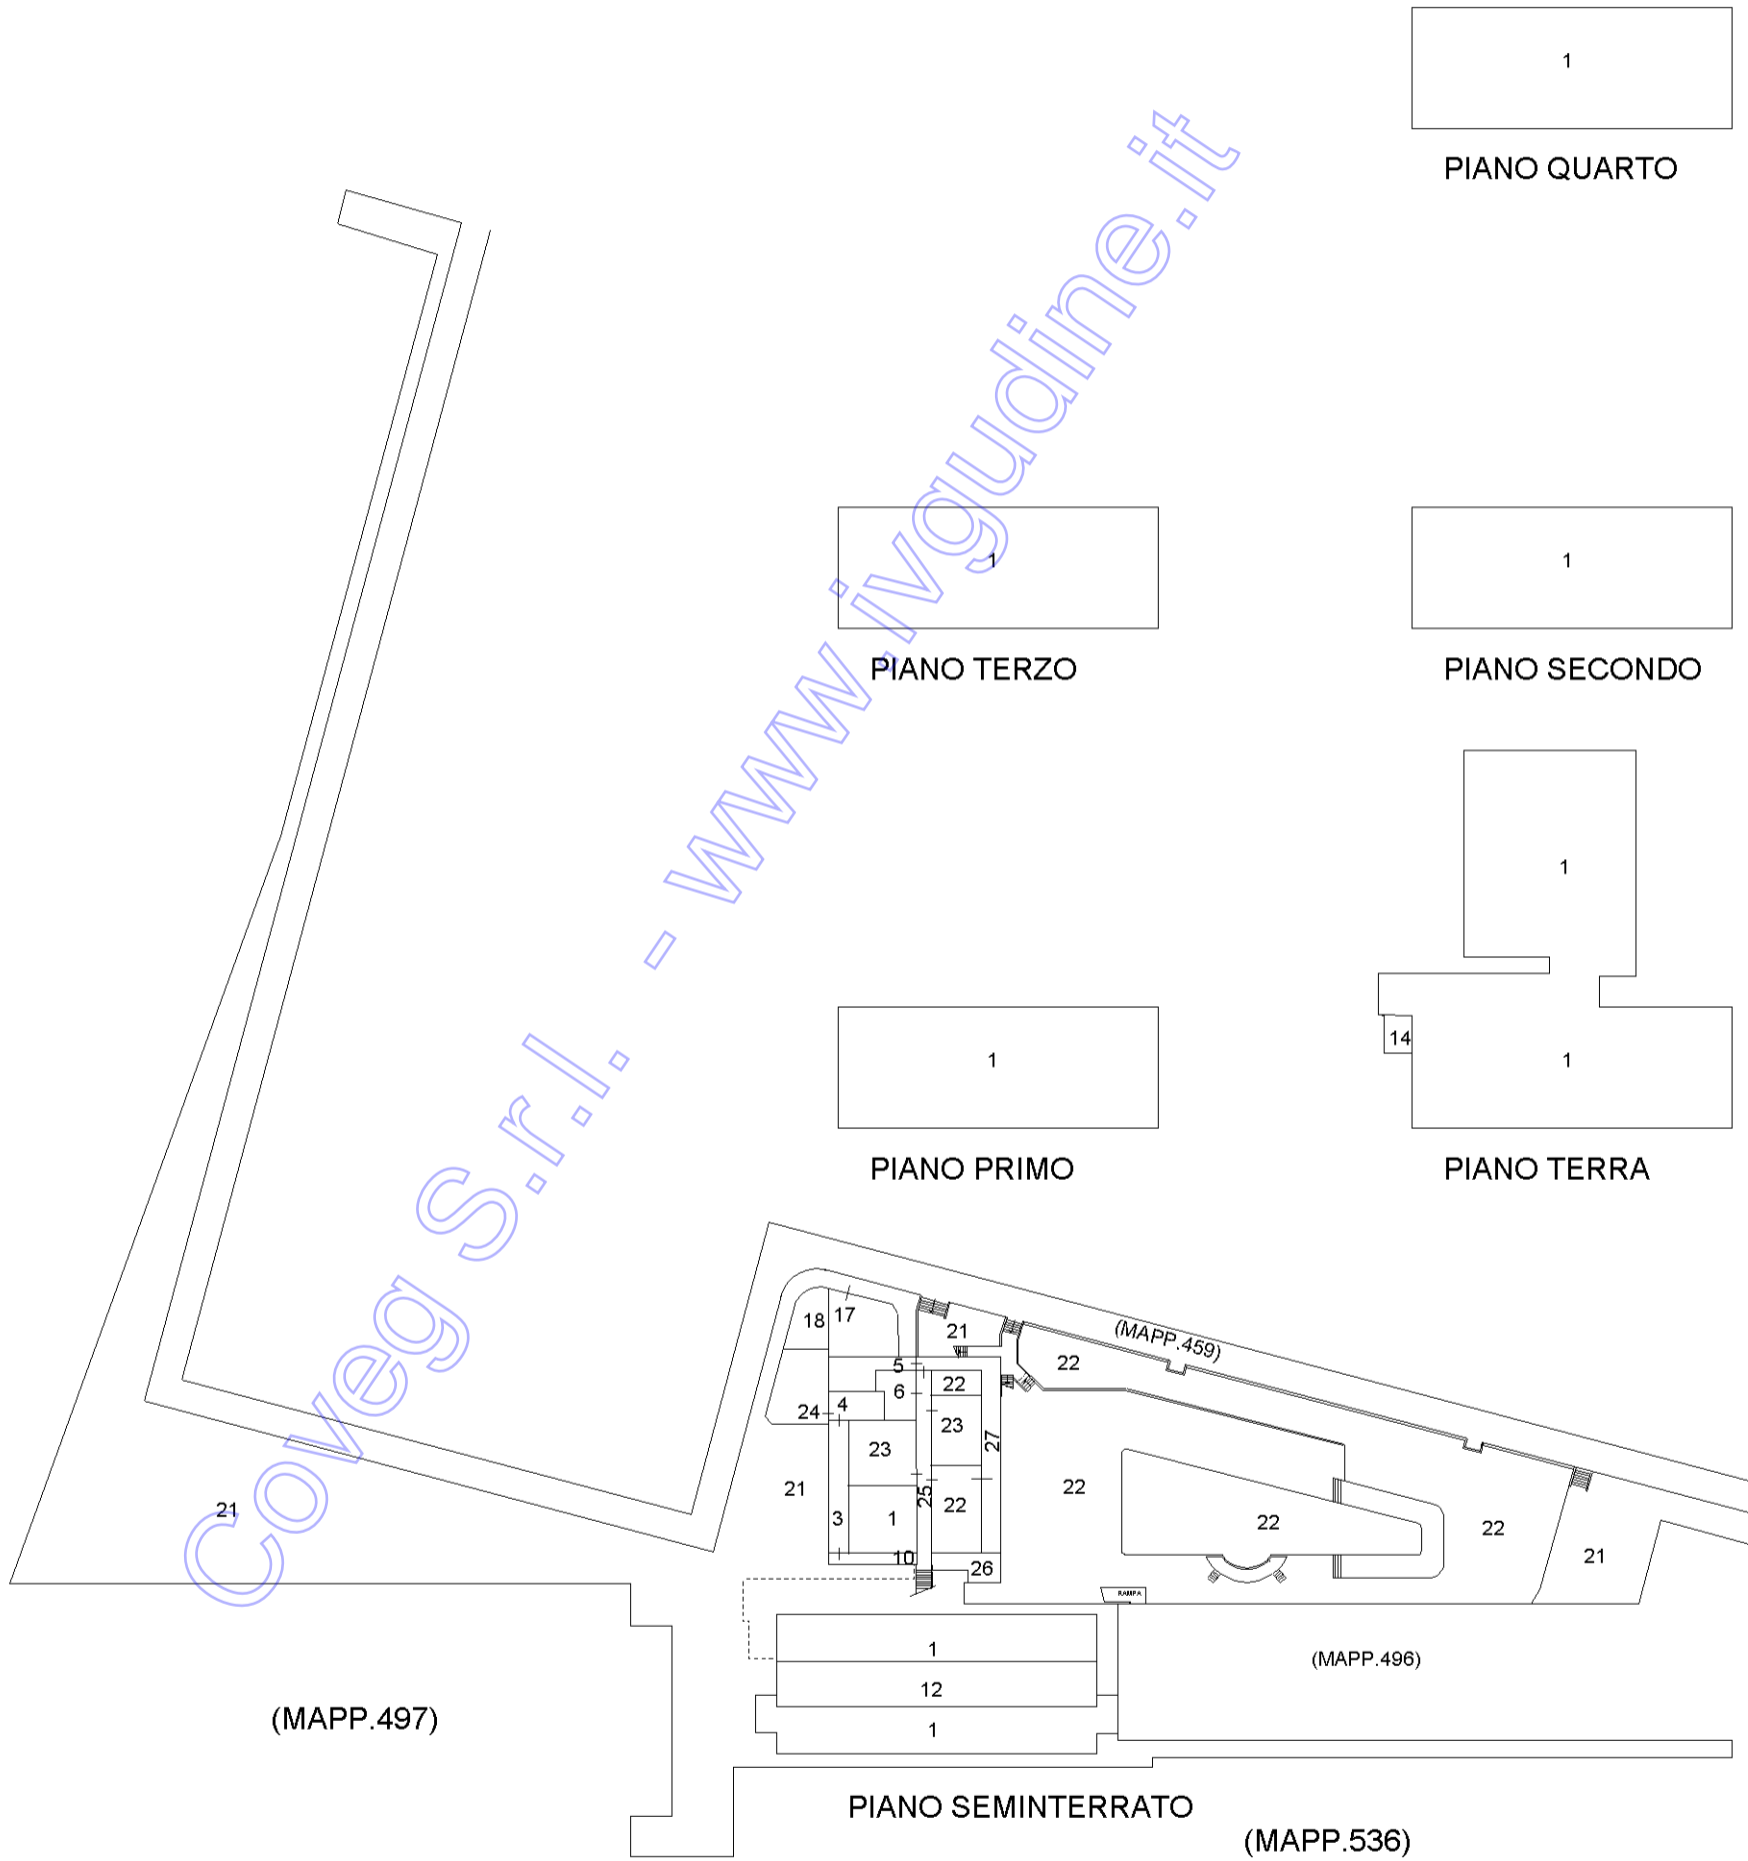 1
PIANO QUARTO
1
1
PIANO TERZO
PIANO SECONDO
1
14
1
1
PIANO PRIMO
PIANO TERRA
Coveg S.r.l. - www.ivgudine.it
18
17
21
(MAPP.459)
22
5
6
22
4
24
23
23
27
21
25
22
22
22
22
21
21
3
1
10
26
RAMPA
1
(MAPP.496)
12
(MAPP.497)
1
PIANO SEMINTERRATO
(MAPP.536)